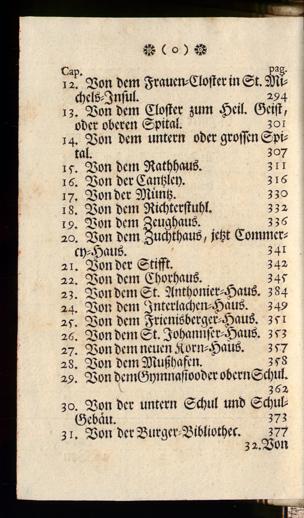 ❋ ( o ) ❋
Cap. pag.
12. Von dem Frauen-Closter in St. Mi-
chels-Insul. 294
13. Von dem Closter zum Heil. Geist,
oder oberen Spital. 301
14. Von dem untern oder grossen Spi-
tal. 307
15. Von dem Rathhaus. 311
16. Von der Cantzley. 316
17. Von der Müntz. 330
18. Von dem Richterstuhl. 332
19. Von dem Zeughaus. 336
20. Von dem Zuchthaus, jetzt Commer-
cy-Haus. 341
21. Von der Stifft. 342
22. Von dem Chorhaus. 345
23. Von dem St. Anthonier-Haus. 384
24. Von dem Interlachen-Haus. 349
25. Von dem Frienisberger-Haus. 351
26. Von dem St. Johannser-Haus. 353
27. Von dem neuen Korn-Haus. 357
28. Von dem Mußhafen. 358
29. Von dem Gymnasio oder obern Schul.
362
30. Von der untern Schul und Schul-
Gebäu. 373
31. Von der Burger-Bibliothec. 377
32. Von